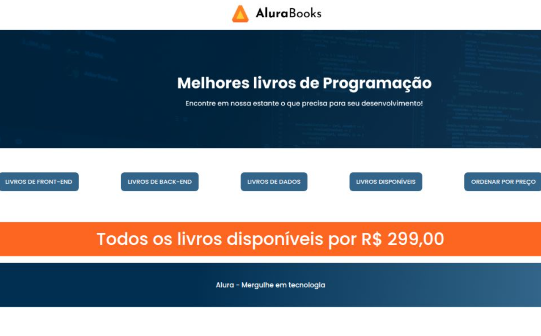 AluraBooks
Melhores livros de Programação
Encontre em nossa estante o que precisa para seu desenvolvimento!
LIVROS DE FRONT-END
LIVROS DE BACK-END
LIVROS DE DADOS
LIVROS DISPONÍVEIS
ORDENAR POR PREÇO
Todos os livros disponíveis por R$ 299,00
Alura - Mergulhe em tecnologia